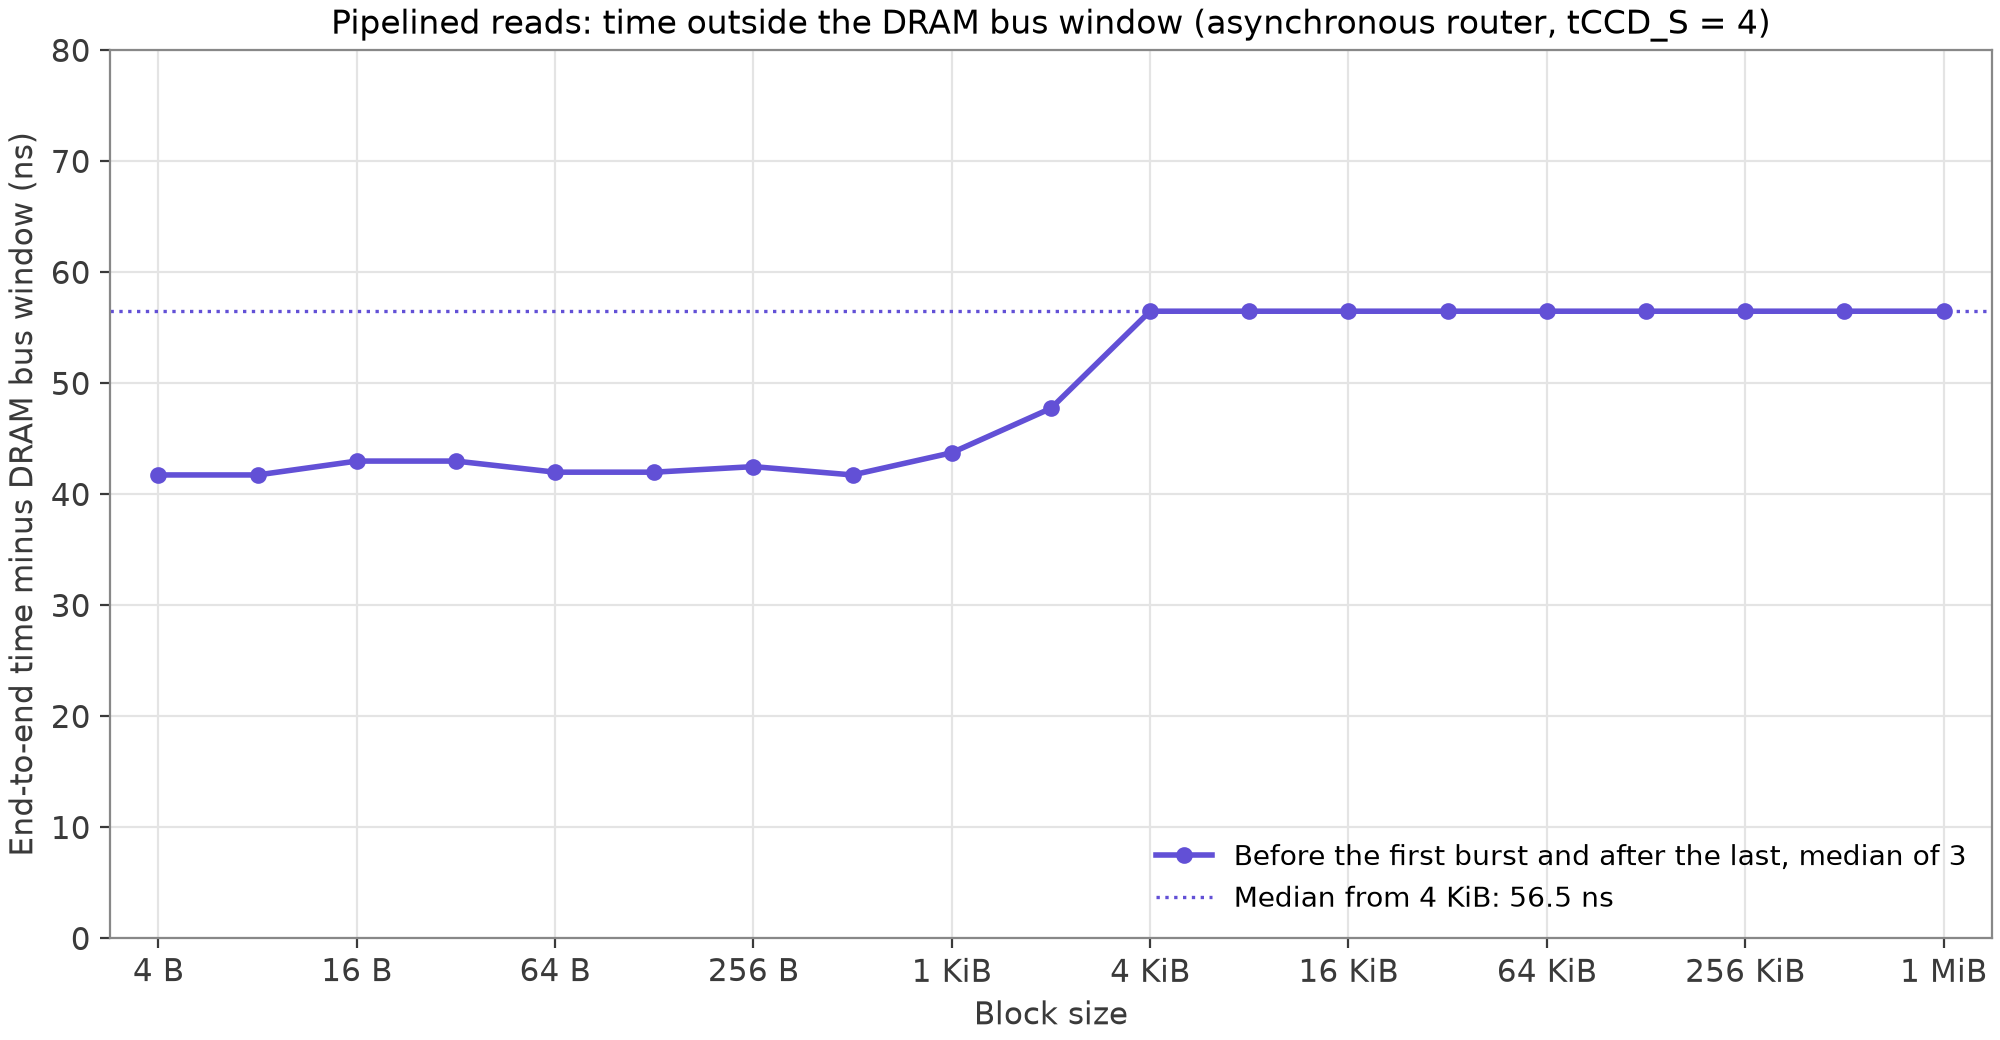 Pipelined reads: time outside the DRAM bus window (asynchronous router, tCCD_S = 4)
End-to-end time minus DRAM bus window (ns)
80
70
60
50
40
30
20
10
0
Before the first burst and after the last, median of 3
Median from 4 KiB: 56.5 ns
4 B
16 B
64 B
256 B
1 KiB
4 KiB
16 KiB
64 KiB
256 KiB
1 MiB
Block size